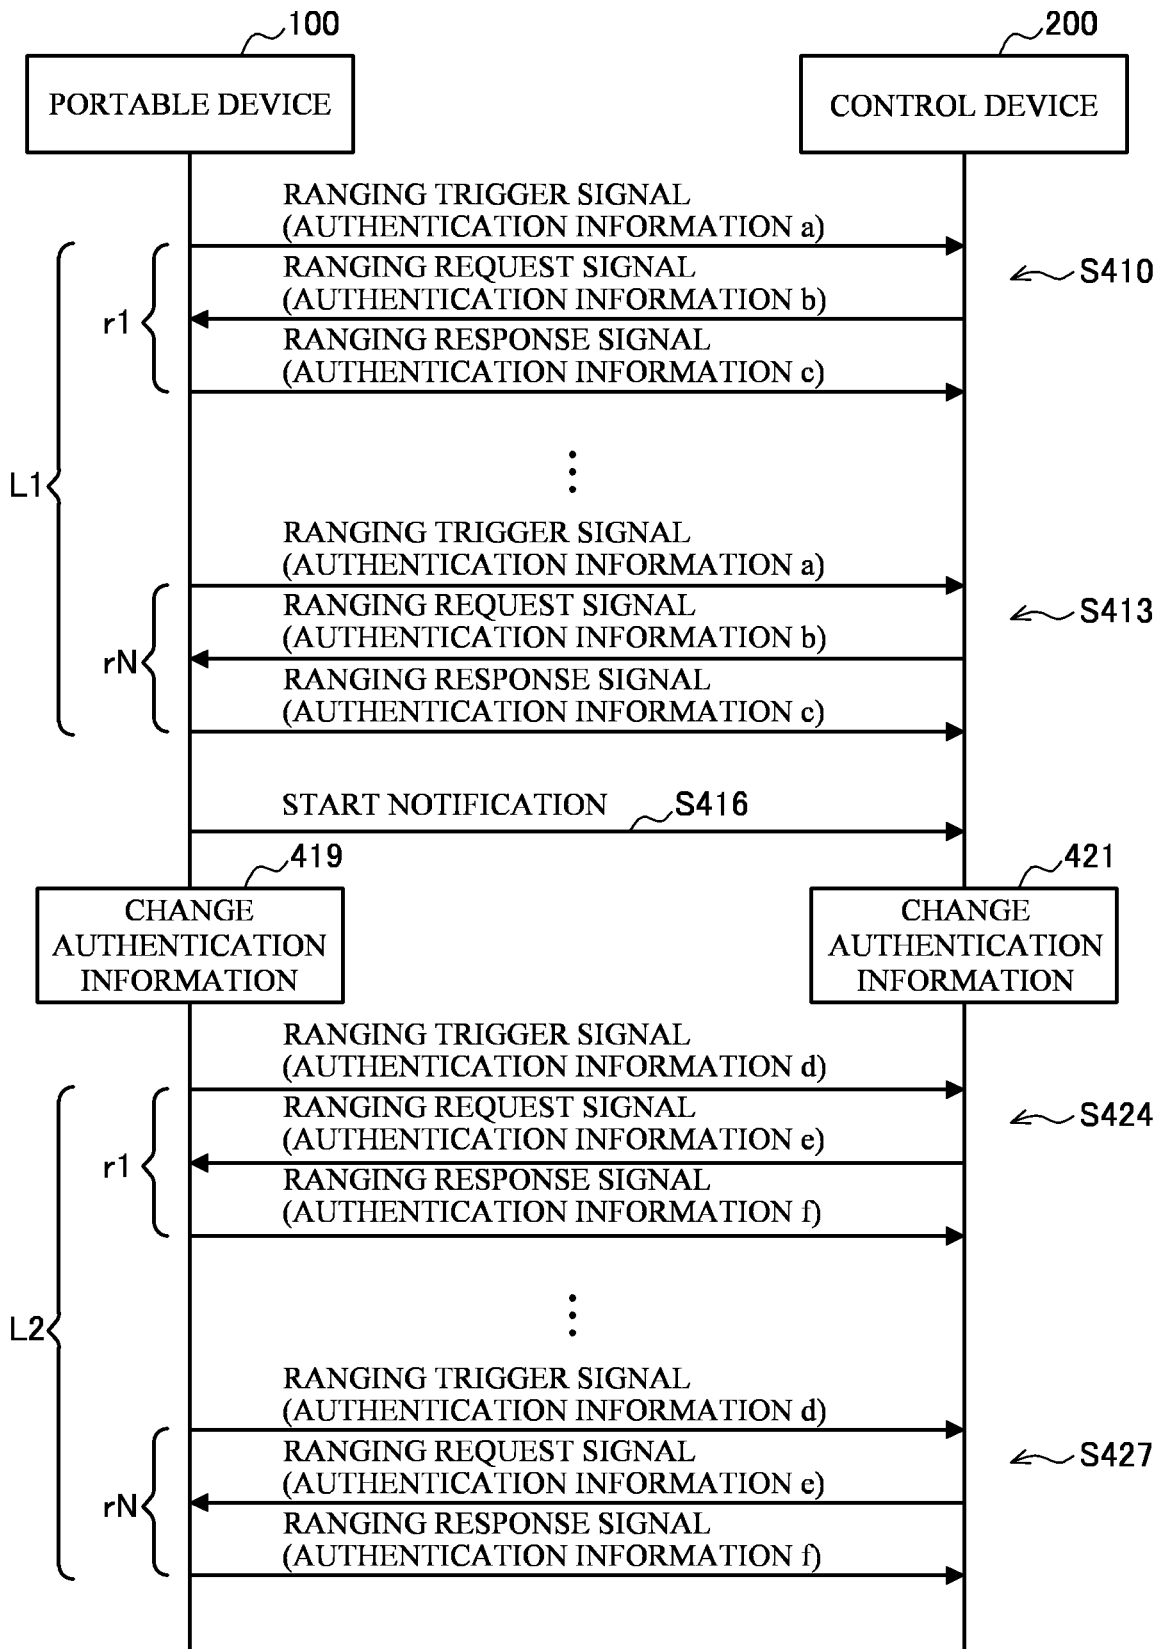 100
200
PORTABLE DEVICE
CONTROL DEVICE
RANGING TRIGGER SIGNAL
(AUTHENTICATION INFORMATION a)
RANGING REQUEST SIGNAL
(AUTHENTICATION INFORMATION b)
S410
r1
RANGING RESPONSE SIGNAL
(AUTHENTICATION INFORMATION c)
L1
RANGING TRIGGER SIGNAL
(AUTHENTICATION INFORMATION a)
RANGING REQUEST SIGNAL
(AUTHENTICATION INFORMATION b)
S413
rN
RANGING RESPONSE SIGNAL
(AUTHENTICATION INFORMATION c)
START NOTIFICATION
S416
419
421
CHANGE
AUTHENTICATION
INFORMATION
CHANGE
AUTHENTICATION
INFORMATION
RANGING TRIGGER SIGNAL
(AUTHENTICATION INFORMATION d)
RANGING REQUEST SIGNAL
(AUTHENTICATION INFORMATION e)
S424
r1
RANGING RESPONSE SIGNAL
(AUTHENTICATION INFORMATION f)
L2
RANGING TRIGGER SIGNAL
(AUTHENTICATION INFORMATION d)
RANGING REQUEST SIGNAL
(AUTHENTICATION INFORMATION e)
S427
rN
RANGING RESPONSE SIGNAL
(AUTHENTICATION INFORMATION f)